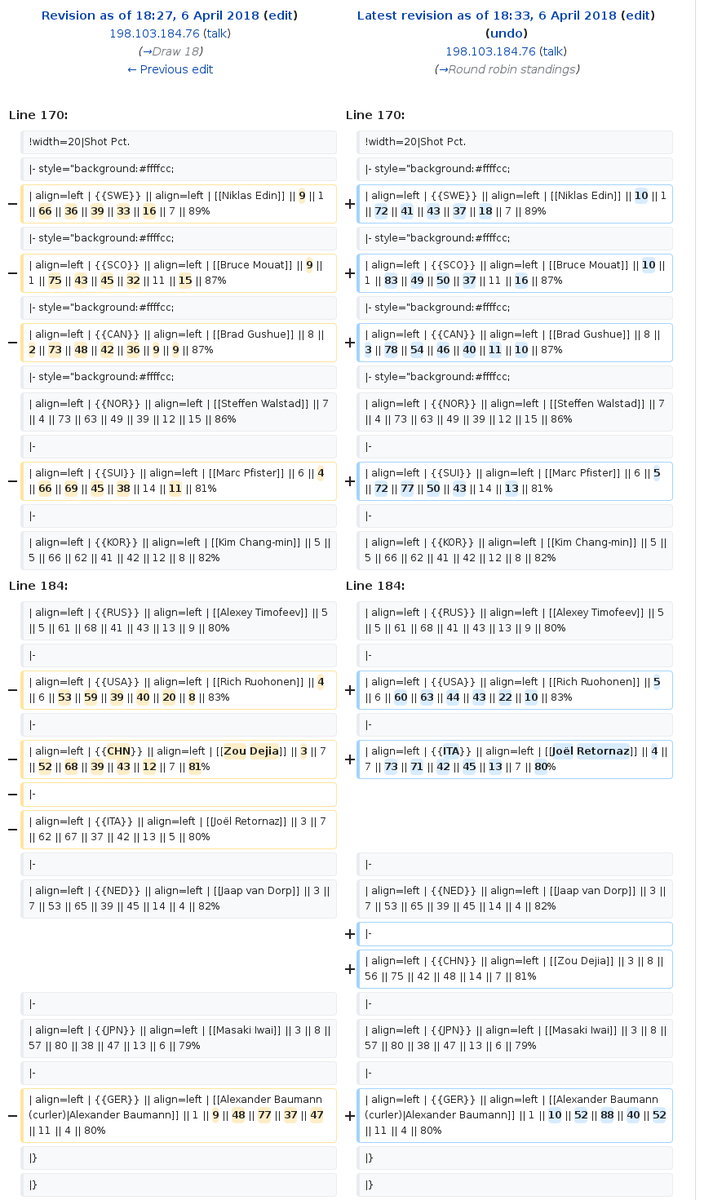 Revision as of 18:27, 6 April 2018 (edit)
198.103.184.76 (talk)
(→Draw 18)
← Previous edit
Latest revision as of 18:33, 6 April 2018 (edit)
(undo)
198.103.184.76 (talk)
(→Round robin standings)
Line 170:
Line 170:
!width=20|Shot Pct.
!width=20|Shot Pct.
|- style="background:#ffffcc;
|- style="background:#ffffcc;
− | align=left | {{SWE}} || align=left | [[Niklas Edin]] || 9 || 1
|| 66 || 36 || 39 || 33 || 16 || 7 || 89%
+ | align=left | {{SWE}} || align=left | [[Niklas Edin]] || 10 || 1
|| 72 || 41 || 43 || 37 || 18 || 7 || 89%
|- style="background:#ffffcc;
|- style="background:#ffffcc;
− | align=left | {{SCO}} || align=left | [[Bruce Mouat]] || 9 ||
1 || 75 || 43 || 45 || 32 || 11 || 15 || 87%
+ | align=left | {{SCO}} || align=left | [[Bruce Mouat]] || 10 ||
1 || 83 || 49 || 50 || 37 || 11 || 16 || 87%
|- style="background:#ffffcc;
|- style="background:#ffffcc;
− | align=left | {{CAN}} || align=left | [[Brad Gushue]] || 8 ||
2 || 73 || 48 || 42 || 36 || 9 || 9 || 87%
+ | align=left | {{CAN}} || align=left | [[Brad Gushue]] || 8 ||
3 || 78 || 54 || 46 || 40 || 11 || 10 || 87%
|- style="background:#ffffcc;
|- style="background:#ffffcc;
| align=left | {{NOR}} || align=left | [[Steffen Walstad]] || 7
|| 4 || 73 || 63 || 49 || 39 || 12 || 15 || 86%
| align=left | {{NOR}} || align=left | [[Steffen Walstad]] || 7
|| 4 || 73 || 63 || 49 || 39 || 12 || 15 || 86%
|-
|-
− | align=left | {{SUI}} || align=left | [[Marc Pfister]] || 6 || 4
|| 66 || 69 || 45 || 38 || 14 || 11 || 81%
+ | align=left | {{SUI}} || align=left | [[Marc Pfister]] || 6 || 5
|| 72 || 77 || 50 || 43 || 14 || 13 || 81%
|-
|-
| align=left | {{KOR}} || align=left | [[Kim Chang-min]] || 5 ||
5 || 66 || 62 || 41 || 42 || 12 || 8 || 82%
| align=left | {{KOR}} || align=left | [[Kim Chang-min]] || 5 ||
5 || 66 || 62 || 41 || 42 || 12 || 8 || 82%
Line 184:
Line 184:
| align=left | {{RUS}} || align=left | [[Alexey Timofeev]] || 5
|| 5 || 61 || 68 || 41 || 43 || 13 || 9 || 80%
| align=left | {{RUS}} || align=left | [[Alexey Timofeev]] || 5
|| 5 || 61 || 68 || 41 || 43 || 13 || 9 || 80%
|-
|-
− | align=left | {{USA}} || align=left | [[Rich Ruohonen]] || 4
|| 6 || 53 || 59 || 39 || 40 || 20 || 8 || 83%
+ | align=left | {{USA}} || align=left | [[Rich Ruohonen]] || 5
|| 6 || 60 || 63 || 44 || 43 || 22 || 10 || 83%
|-
|-
− | align=left | {{CHN}} || align=left | [[Zou Dejia]] || 3 || 7
|| 52 || 68 || 39 || 43 || 12 || 7 || 81%
+ | align=left | {{ITA}} || align=left | [[Joël Retornaz]] || 4 ||
7 || 73 || 71 || 42 || 45 || 13 || 7 || 80%
− |-
− | align=left | {{ITA}} || align=left | [[Joël Retornaz]] || 3 || 7
|| 62 || 67 || 37 || 42 || 13 || 5 || 80%
|-
|-
| align=left | {{NED}} || align=left | [[Jaap van Dorp]] || 3 ||
7 || 53 || 65 || 39 || 45 || 14 || 4 || 82%
| align=left | {{NED}} || align=left | [[Jaap van Dorp]] || 3 ||
7 || 53 || 65 || 39 || 45 || 14 || 4 || 82%
+ |-
+ | align=left | {{CHN}} || align=left | [[Zou Dejia]] || 3 || 8 ||
56 || 75 || 42 || 48 || 14 || 7 || 81%
|-
|-
| align=left | {{JPN}} || align=left | [[Masaki Iwai]] || 3 || 8 ||
57 || 80 || 38 || 47 || 13 || 6 || 79%
| align=left | {{JPN}} || align=left | [[Masaki Iwai]] || 3 || 8 ||
57 || 80 || 38 || 47 || 13 || 6 || 79%
|-
|-
− | align=left | {{GER}} || align=left | [[Alexander Baumann
(curler)|Alexander Baumann]] || 1 || 9 || 48 || 77 || 37 || 47
|| 11 || 4 || 80%
+ | align=left | {{GER}} || align=left | [[Alexander Baumann
(curler)|Alexander Baumann]] || 1 || 10 || 52 || 88 || 40 || 52
|| 11 || 4 || 80%
|}
|}
|}
|}